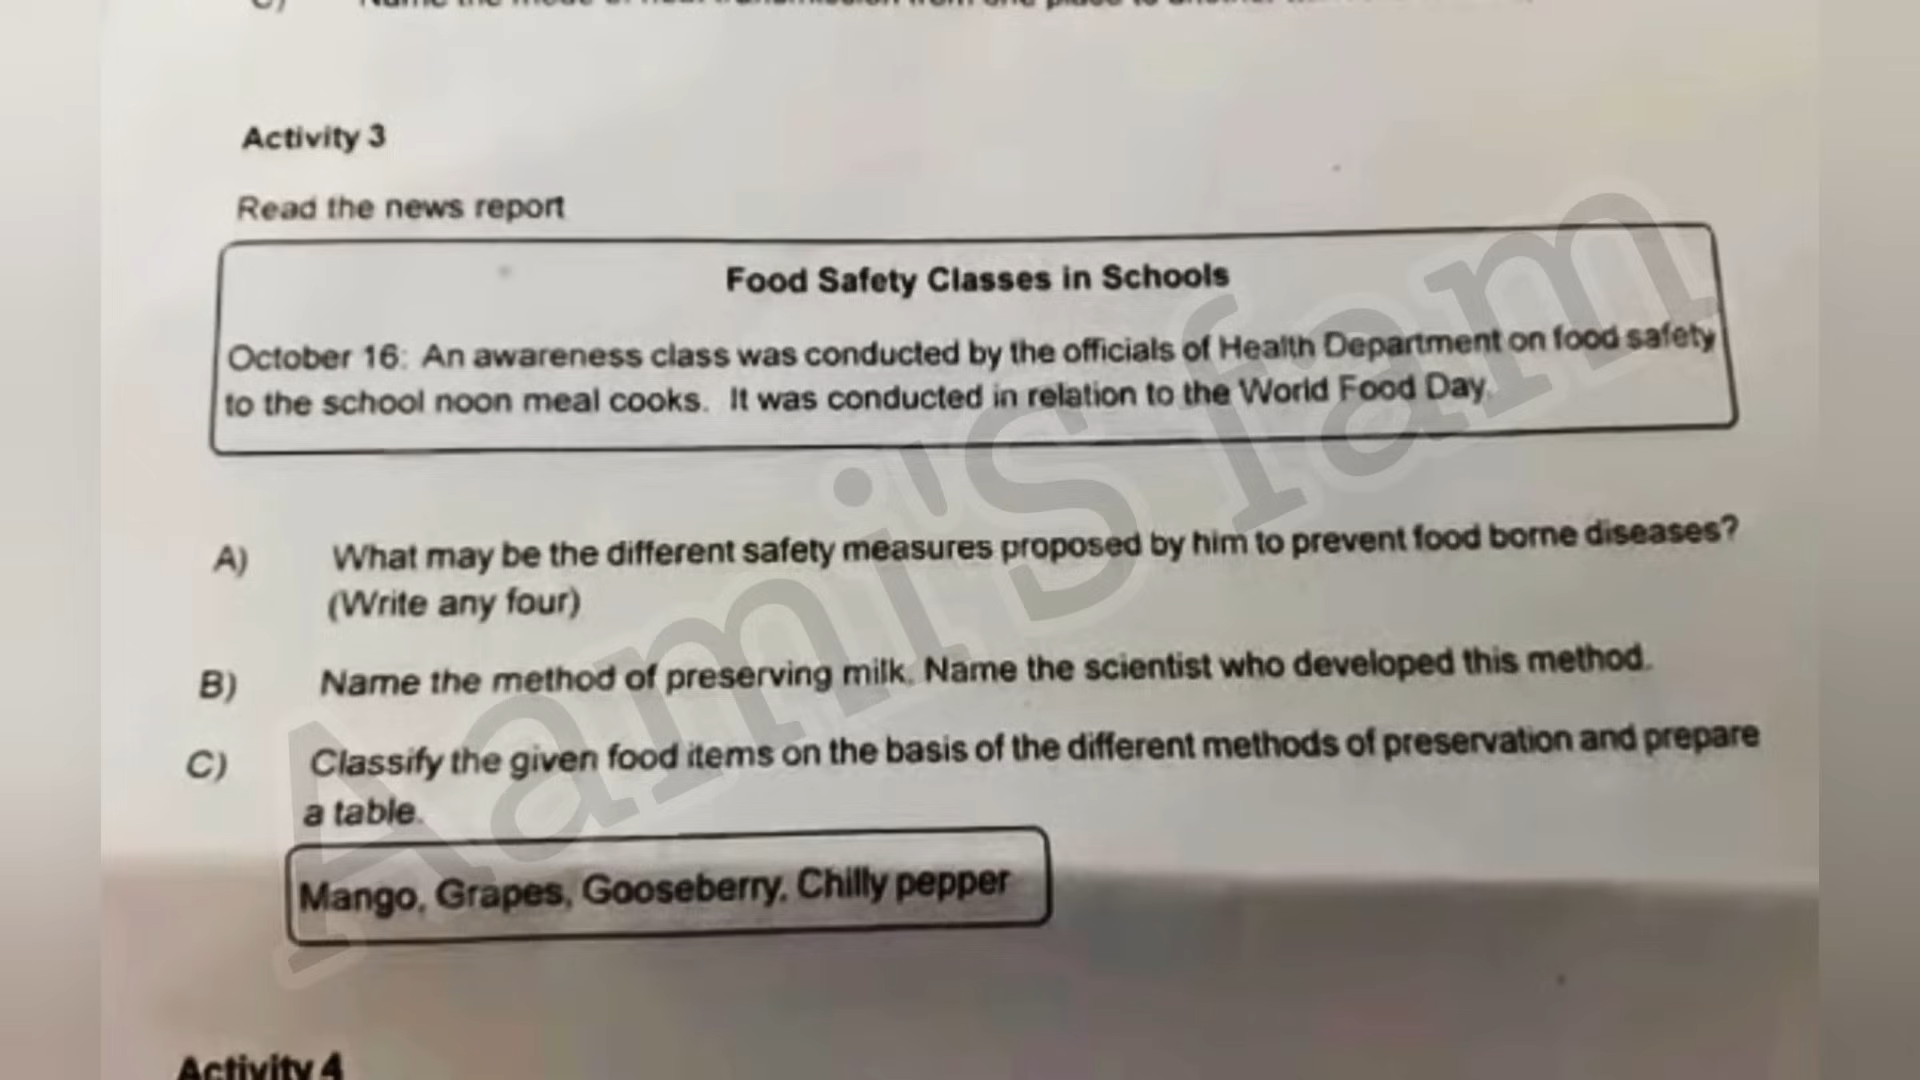 Activity 3
Read the news report
Food Safety Classes in Schools
October 16: An awareness class was conducted by the officials of Health Department on food safety
to the school noon meal cooks. It was conducted in relation to the World Food Day.
A) What may be the different safety measures proposed by him to prevent food borne diseases?
(Write any four)
B) Name the method of preserving milk. Name the scientist who developed this method.
C) Classify the given food items on the basis of the different methods of preservation and prepare
a table.
Mango, Grapes, Gooseberry, Chilly pepper
Activity 4
Aami'S fam